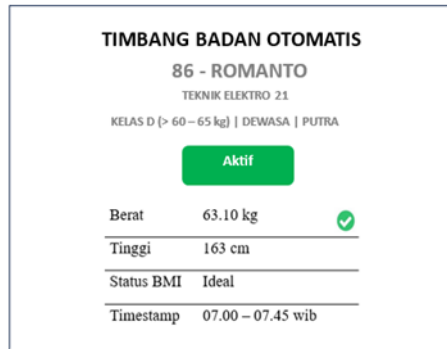 TIMBANG BADAN OTOMATIS
86 - ROMANTO
TEKNIK ELEKTRO 21
KELAS D (> 60 – 65 kg) | DEWASA | PUTRA
Aktif
Berat 63.10 kg
Tinggi 163 cm
Status BMI Ideal
Timestamp 07.00 – 07.45 wib